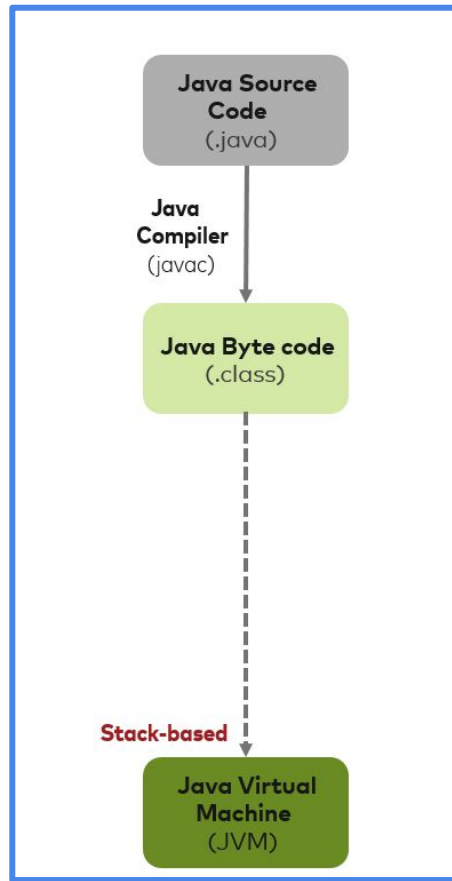 Java Source
Code
(.java)
Java
Compiler
(javac)
Java Byte code
(.class)
Stack-based
Java Virtual
Machine
(JVM)